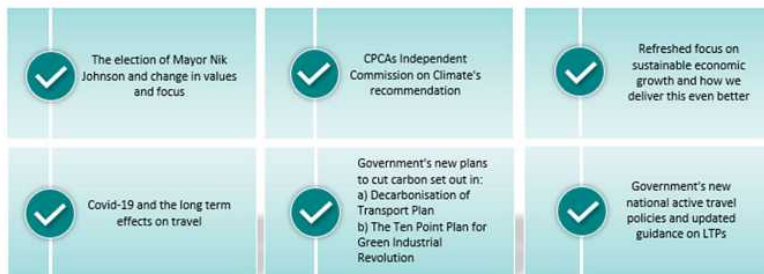 The election of Mayor Nik
Johnson and change in values
and focus
CPCAs Independent
Commission on Climate's
recommendation
Refreshed focus on
sustainable economic
growth and how we
deliver this even better
Covid-19 and the long term
effects on travel
Government's new plans
to cut carbon set out in:
a) Decarbonisation of
Transport Plan
b) The Ten Point Plan for
Green Industrial
Revolution
Government's new
national active travel
policies and updated
guidance on LTPs